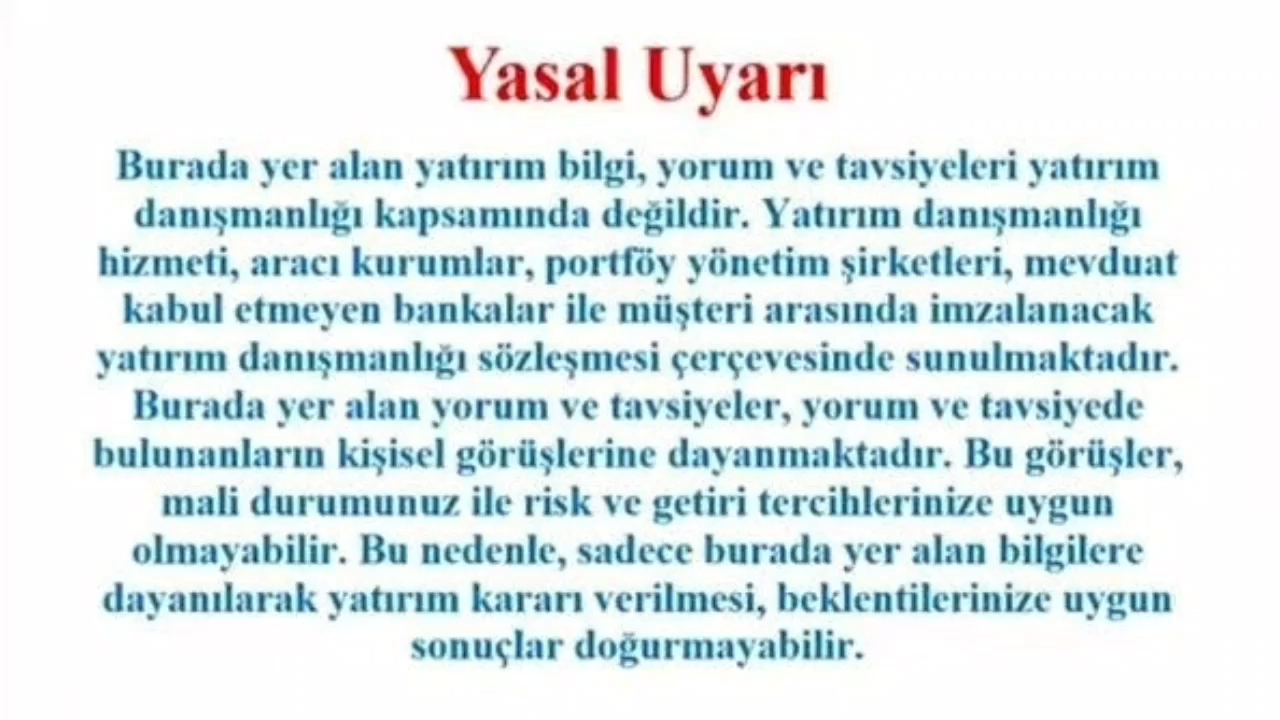 Yasal Uyarı
Burada yer alan yatırım bilgi, yorum ve tavsiyeleri yatırım
danışmanlığı kapsamında değildir. Yatırım danışmanlığı
hizmeti, aracı kurumlar, portföy yönetim şirketleri, mevduat
kabul etmeyen bankalar ile müşteri arasında imzalanacak
yatırım danışmanlığı sözleşmesi çerçevesinde sunulmaktadır.
Burada yer alan yorum ve tavsiyeler, yorum ve tavsiyede
bulunanların kişisel görüşlerine dayanmaktadır. Bu görüşler,
mali durumunuz ile risk ve getiri tercihlerinize uygun
olmayabilir. Bu nedenle, sadece burada yer alan bilgilere
dayanılarak yatırım kararı verilmesi, beklentilerinize uygun
sonuçlar doğurmayabilir.